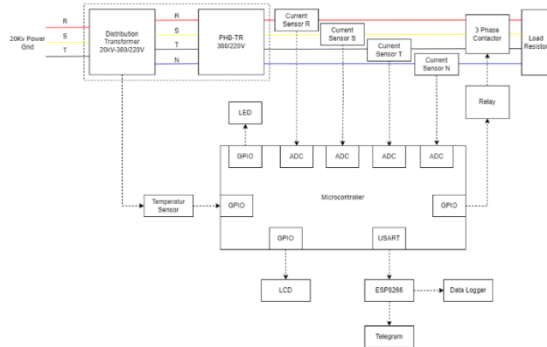 R
S
T
20Kv Power
Grid
Distribution
Transformer
20kV-380/220V
R
S
T
N
PHB-TR
380/220V
Current
Sensor R
Current
Sensor S
Current
Sensor T
Current
Sensor N
3 Phase
Contactor
Load
Resistor
Relay
LED
GPIO
ADC
ADC
ADC
ADC
Microcontroler
Temperatur
Sensor
GPIO
GPIO
GPIO
USART
LCD
ESP8266
Data Logger
Telegram